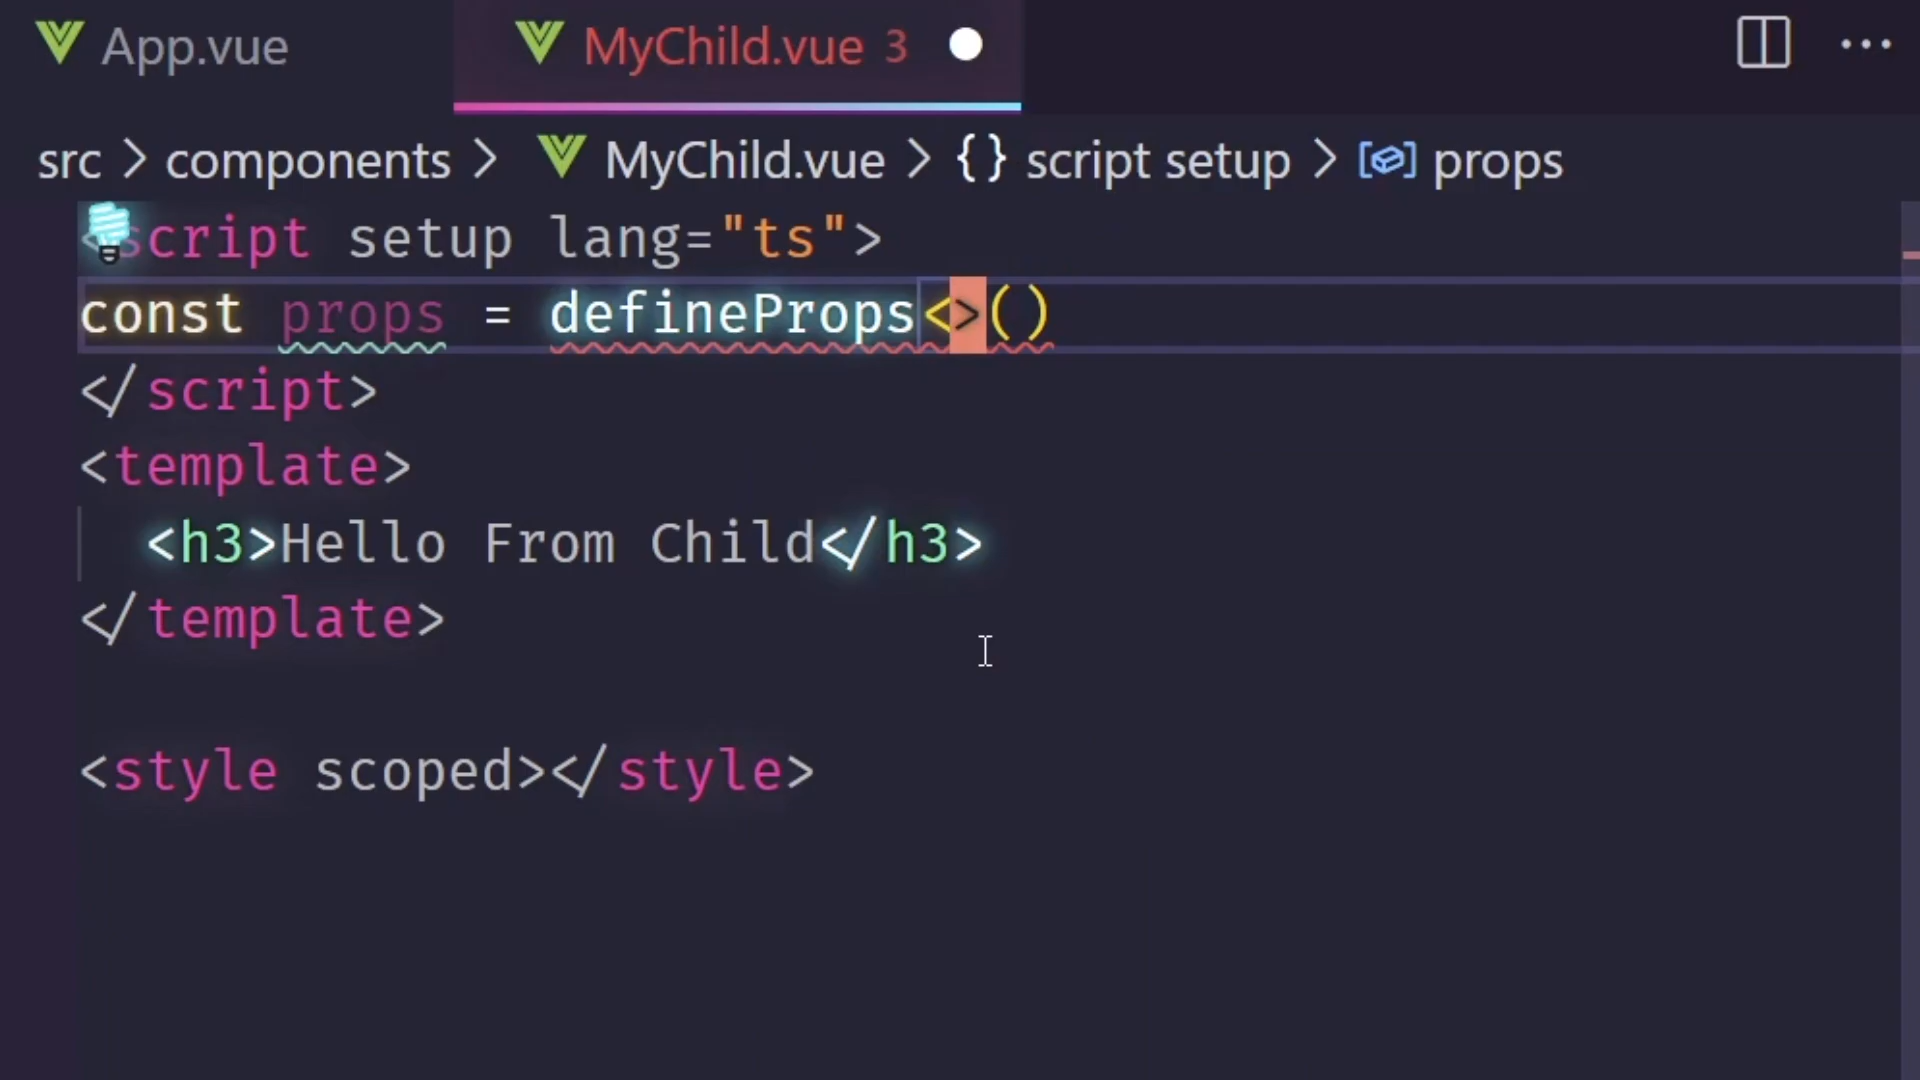 App.vue MyChild.vue 3
src > components > MyChild.vue > {} script setup > props
<script setup lang="ts">
const props = defineProps<>()
</script>
<template>
<h3>Hello From Child</h3>
</template>
<style scoped></style>